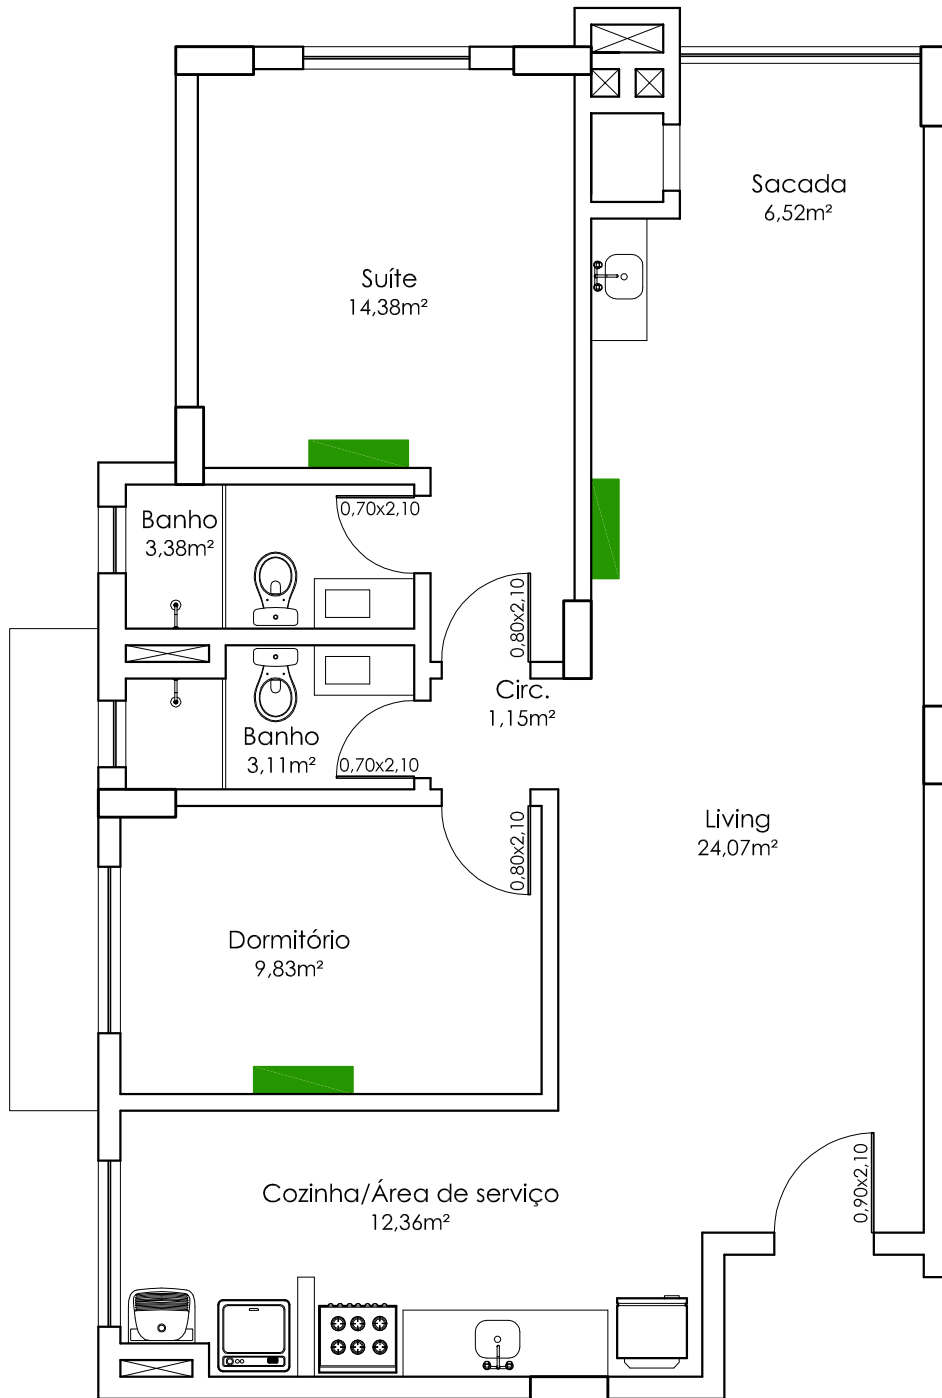 Sacada
6,52m²
Suíte
14,38m²
0,70x2,10
Banho
3,38m²
0,80x2,10
Circ.
1,15m²
Banho
3,11m²
0,70x2,10
0,80x2,10
Living
24,07m²
Dormitório
9,83m²
0,90x2,10
Cozinha/Área de serviço
12,36m²